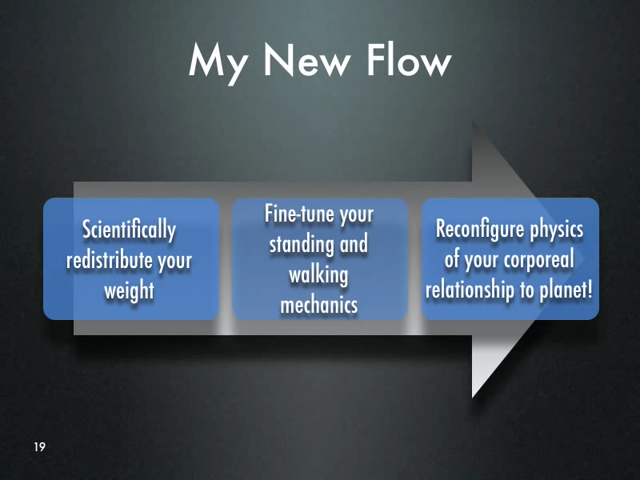 My New Flow
Scientifically
redistribute your
weight
Fine-tune your
standing and
walking
mechanics
Reconfigure physics
of your corporeal
relationship to planet!
19